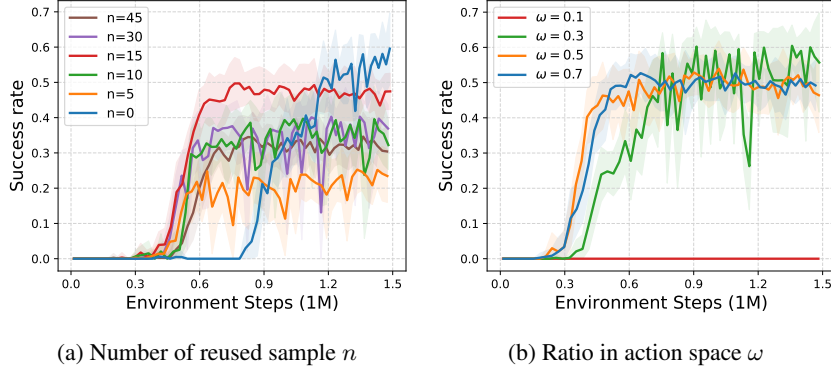 n=45
n=30
n=15
n=10
n=5
n=0
0.7
0.6
0.5
0.4
0.3
0.2
0.1
0.0
Success rate
0.0 0.3 0.6 0.9 1.2 1.5
Environment Steps (1M)
(a) Number of reused sample n
ω = 0.1
ω = 0.3
ω = 0.5
ω = 0.7
0.7
0.6
0.5
0.4
0.3
0.2
0.1
0.0
Success rate
0.0 0.3 0.6 0.9 1.2 1.5
Environment Steps (1M)
(b) Ratio in action space ω